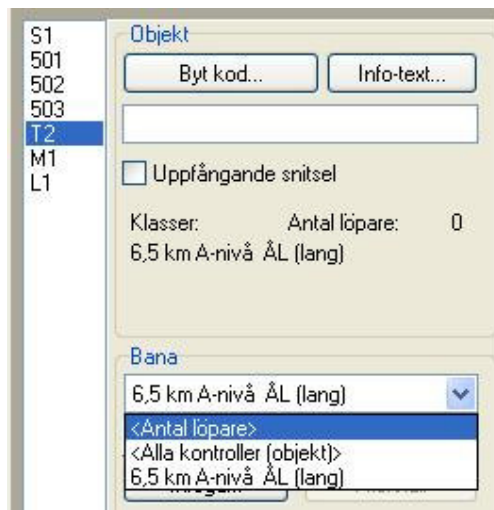 S1
501
502
503
T2
M1
L1
Objekt
Byt kod...
Info-text...
Uppfångande snitsel
Klasser: Antal löpare: 0
6,5 km A-nivå ÅL (lang)
Bana
6,5 km A-nivå ÅL (lang)
<Antal löpare>
<Alla kontroller (objekt)>
6,5 km A-nivå ÅL (lang)